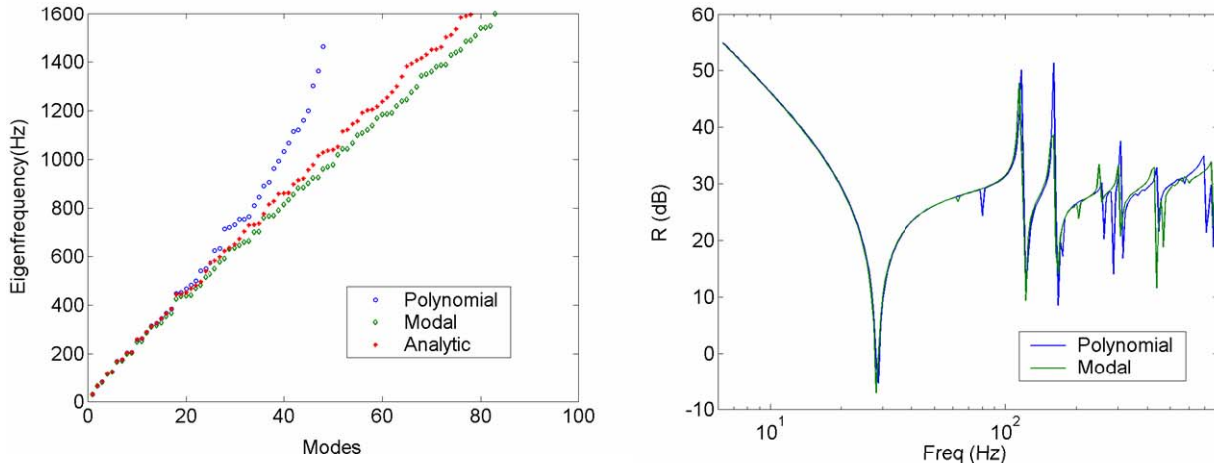 1600
1400
1200
1000
800
600
400
200
0
Eigenfrequency(Hz)
0 20 40 60 80 100
Modes
Polynomial
Modal
Analytic
60
50
40
30
20
10
0
-10
R (dB)
10^1 10^2
Freq (Hz)
Polynomial
Modal